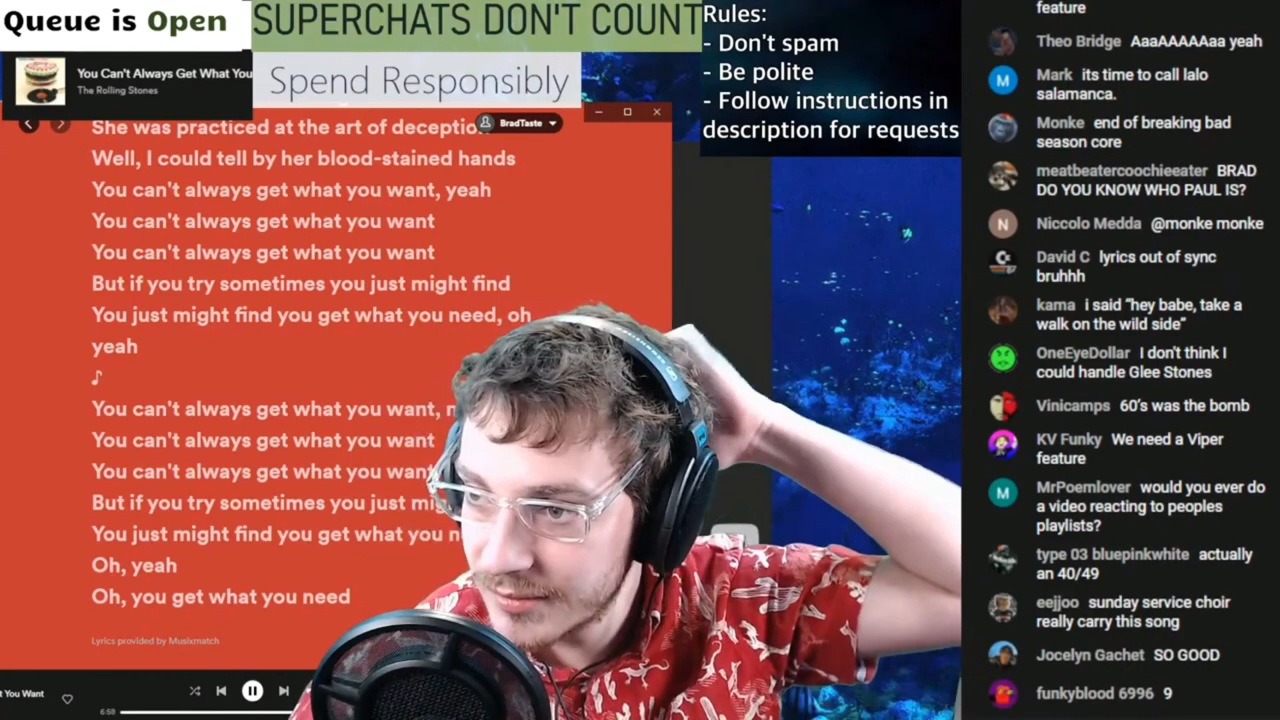 Queue is Open
SUPERCHATS DON'T COUNT
Spend Responsibly
You Can't Always Get What You
The Rolling Stones
Rules:
- Don't spam
- Be polite
- Follow instructions in
description for requests
BradTaste
She was practiced at the art of deceptio
Well, I could tell by her blood-stained hands
You can't always get what you want, yeah
You can't always get what you want
You can't always get what you want
But if you try sometimes you just might find
You just might find you get what you need, oh
yeah
♪
You can't always get what you want,
You can't always get what you want
You can't always get what you want
But if you try sometimes you just mi
You just might find you get what you n
Oh, yeah
Oh, you get what you need
Lyrics provided by Musixmatch
t You Want
6:59
feature
Theo Bridge AaaAAAAAaa yeah
Mark its time to call lalo
salamanca.
Monke end of breaking bad
season core
meatbeatercoochieeater BRAD
DO YOU KNOW WHO PAUL IS?
Niccolo Medda @monke monke
David C lyrics out of sync
bruhhh
kama i said “hey babe, take a
walk on the wild side”
OneEyeDollar I don't think I
could handle Glee Stones
Vinicamps 60's was the bomb
KV Funky We need a Viper
feature
MrPoemlover would you ever do
a video reacting to peoples
playlists?
type 03 bluepinkwhite actually
an 40/49
eejjoo sunday service choir
really carry this song
Jocelyn Gachet SO GOOD
funkyblood 6996 9